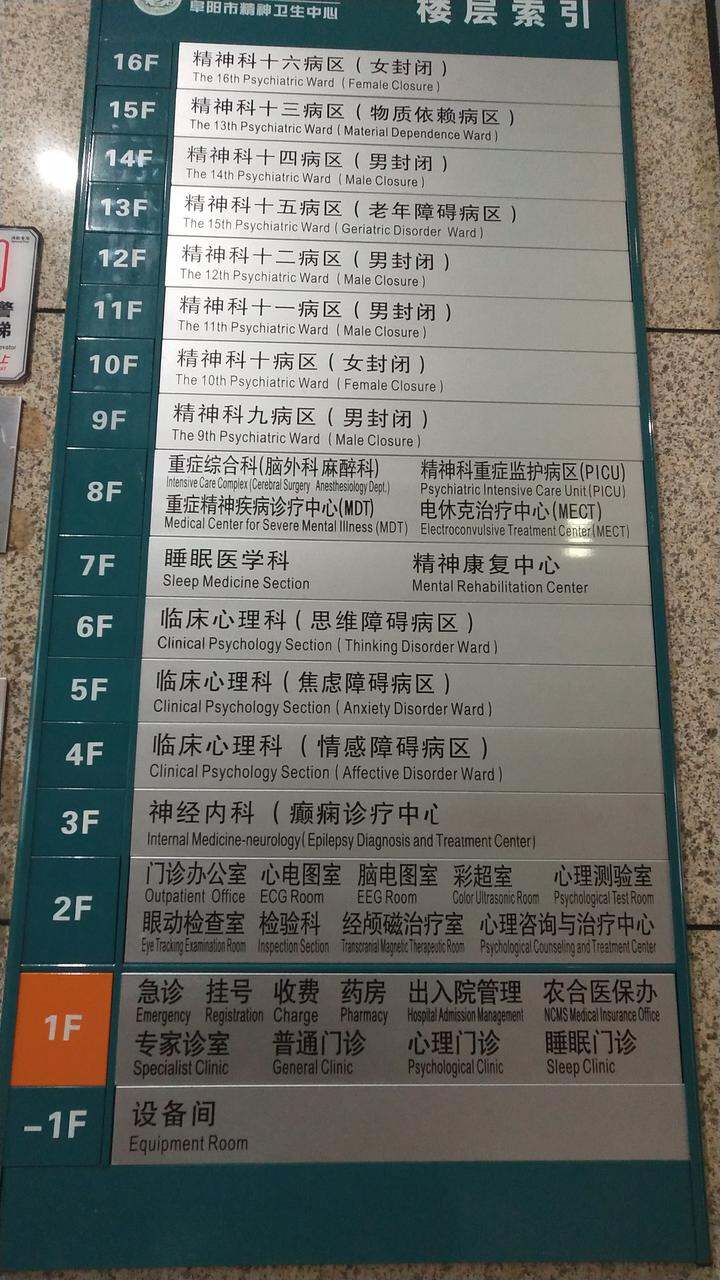 阜阳市精神卫生中心
楼层索引
16F
精神科十六病区（女封闭）
The 16th Psychiatric Ward（Female Closure）
15F
精神科十三病区（物质依赖病区）
The 13th Psychiatric Ward（Material Dependence Ward）
14F
精神科十四病区（男封闭）
The 14th Psychiatric Ward（Male Closure）
13F
精神科十五病区（老年障碍病区）
The 15th Psychiatric Ward（Geriatric Disorder Ward）
12F
精神科十二病区（男封闭）
The 12th Psychiatric Ward（Male Closure）
11F
精神科十一病区（男封闭）
The 11th Psychiatric Ward（Male Closure）
10F
精神科十病区（女封闭）
The 10th Psychiatric Ward（Female Closure）
9F
精神科九病区（男封闭）
The 9th Psychiatric Ward（Male Closure）
8F
重症综合科(脑外科 麻醉科) 精神科重症监护病区(PICU)
Intensive Care Complex (Cerebral Surgery Anesthesiology Dept.) Psychiatric Intensive Care Unit(PICU)
重症精神疾病诊疗中心(MDT) 电休克治疗中心(MECT)
Medical Center for Severe Mental Illness (MDT) Electroconvulsive Treatment Center(MECT)
7F
睡眠医学科 精神康复中心
Sleep Medicine Section Mental Rehabilitation Center
6F
临床心理科（思维障碍病区）
Clinical Psychology Section（Thinking Disorder Ward）
5F
临床心理科（焦虑障碍病区）
Clinical Psychology Section（Anxiety Disorder Ward）
4F
临床心理科（情感障碍病区）
Clinical Psychology Section（Affective Disorder Ward）
3F
神经内科（癫痫诊疗中心
Internal Medicine-neurology(Epilepsy Diagnosis and Treatment Center)
2F
门诊办公室 心电图室 脑电图室 彩超室 心理测验室
Outpatient Office ECG Room EEG Room Color Ultrasonic Room Psychological Test Room
眼动检查室 检验科 经颅磁治疗室 心理咨询与治疗中心
Eye Tracking Examination Room Inspection Section Transcranial Magnetic Therapeutic Room Psychological Counseling and Treatment Center
1F
急诊 挂号 收费 药房 出入院管理 农合医保办
Emergency Registration Charge Pharmacy Hospital Admission Management NCMS Medical Insurance Office
专家诊室 普通门诊 心理门诊 睡眠门诊
Specialist Clinic General Clinic Psychological Clinic Sleep Clinic
-1F
设备间
Equipment Room